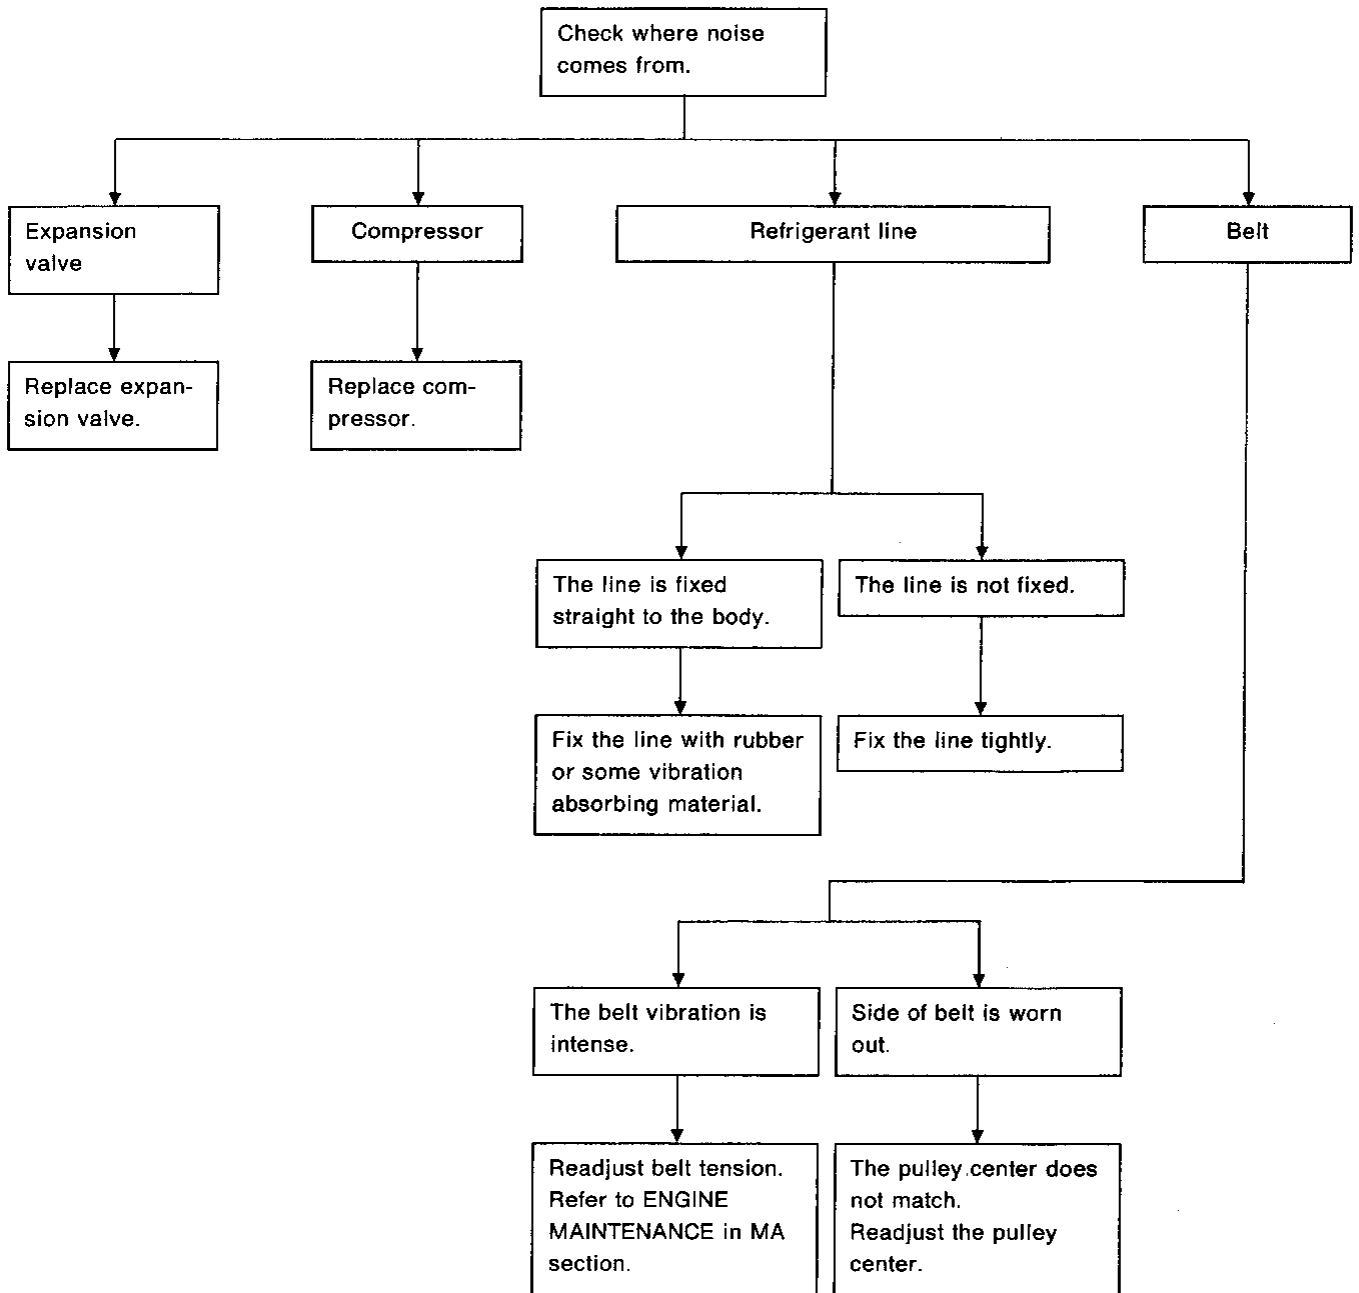 Check where noise
comes from.
Expansion
valve
Compressor
Refrigerant line
Belt
Replace expan-
sion valve.
Replace com-
pressor.
The line is fixed
straight to the body.
The line is not fixed.
Fix the line with rubber
or some vibration
absorbing material.
Fix the line tightly.
The belt vibration is
intense.
Side of belt is worn
out.
Readjust belt tension.
Refer to ENGINE
MAINTENANCE in MA
section.
The pulley center does
not match.
Readjust the pulley
center.